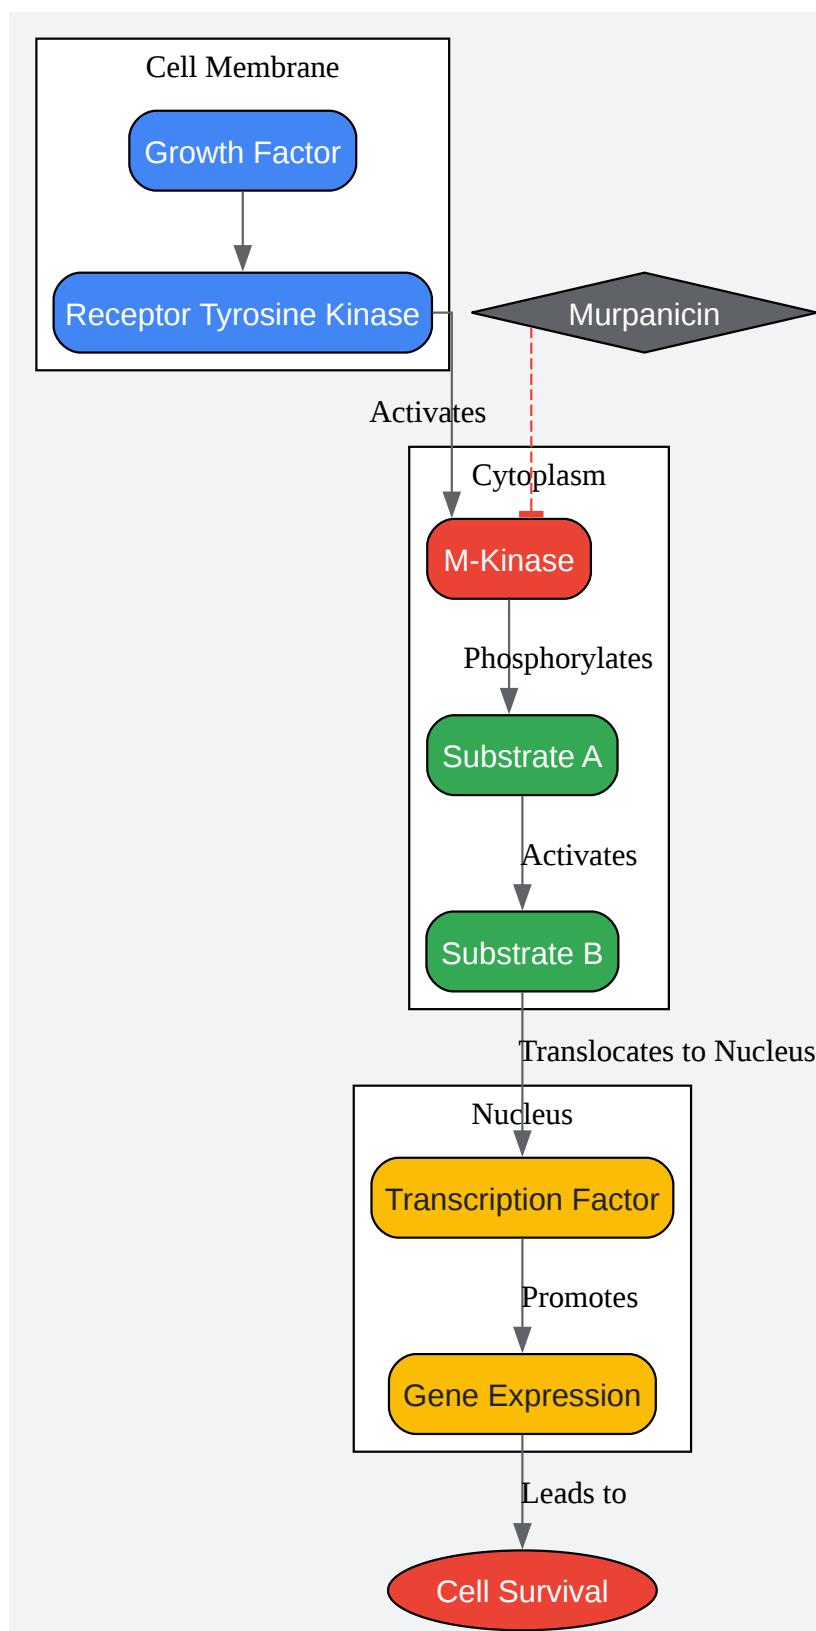 Cell Membrane
Growth Factor
Receptor Tyrosine Kinase
Murpanicin
Activates
Cytoplasm
M-Kinase
Phosphorylates
Substrate A
Activates
Substrate B
Translocates to Nucleus
Nucleus
Transcription Factor
Promotes
Gene Expression
Leads to
Cell Survival